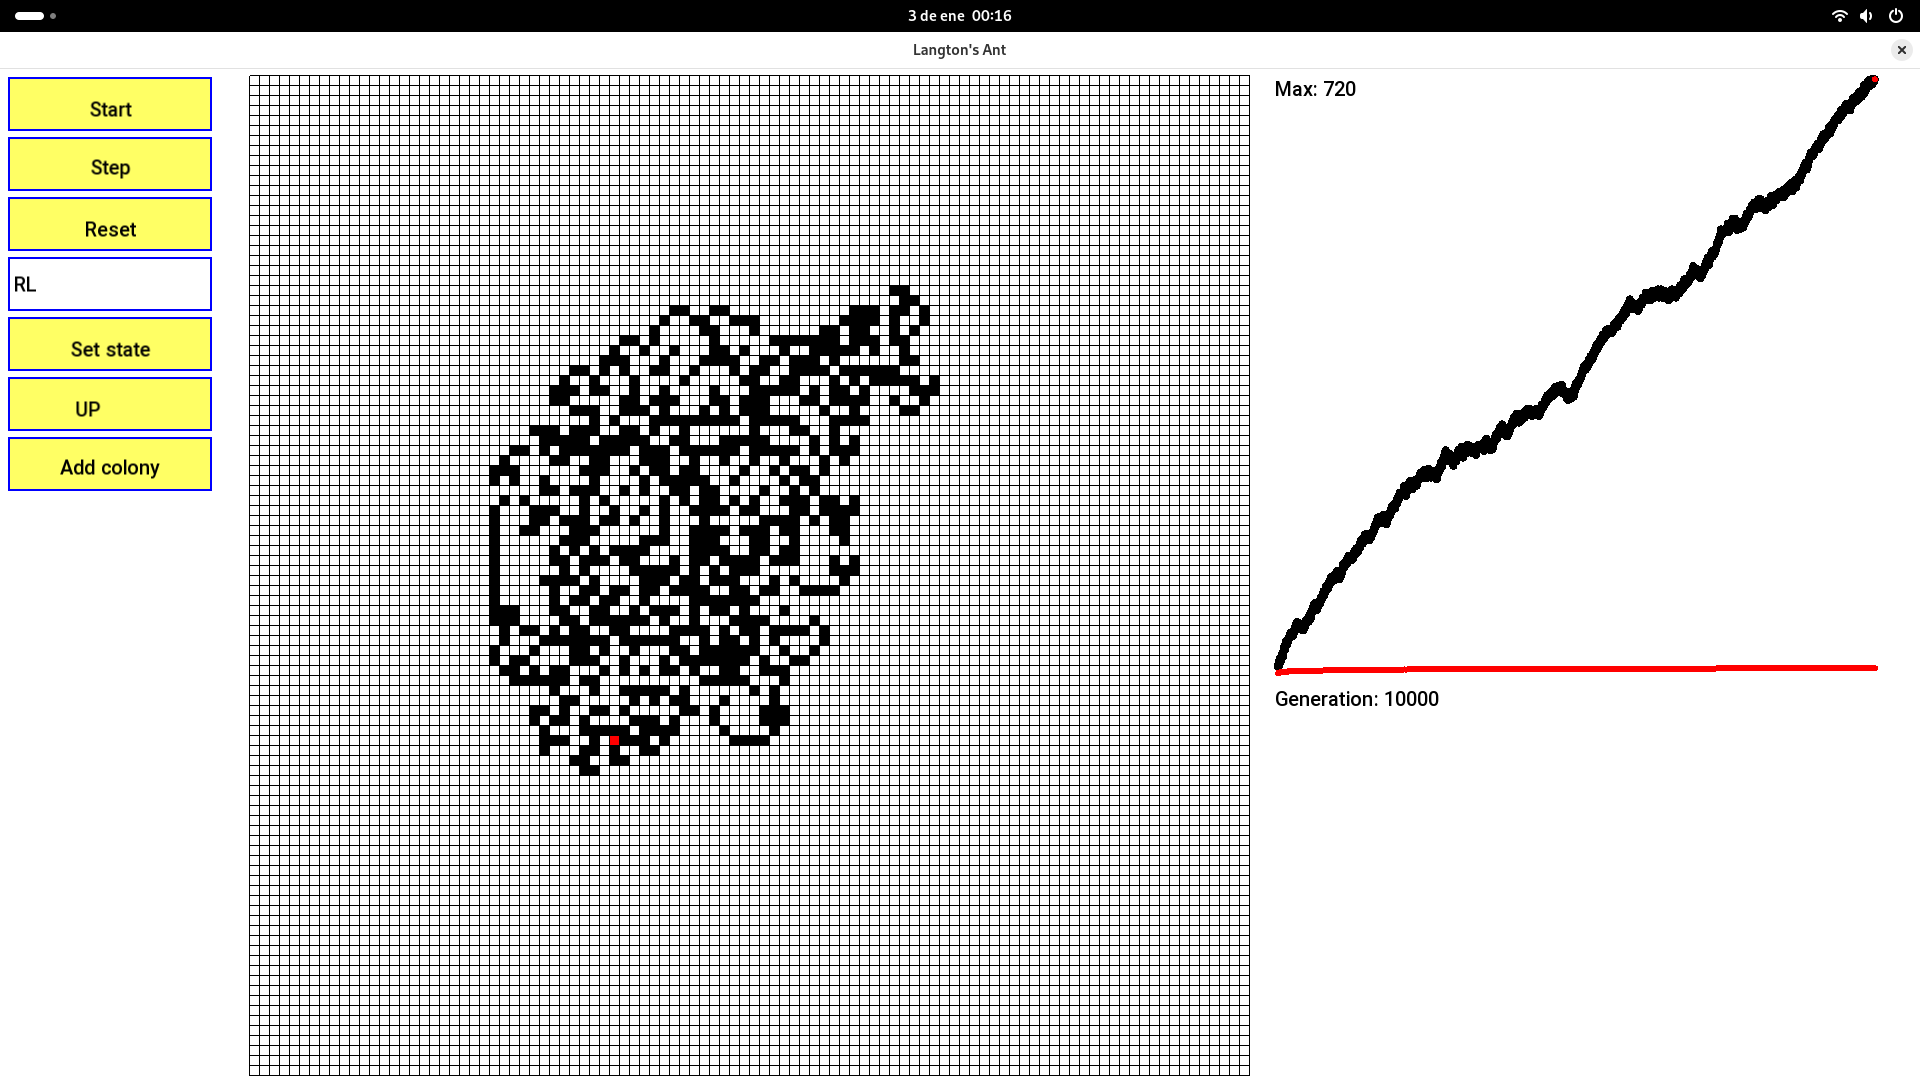 3 de ene 00:16
Langton's Ant
Start
Step
Reset
RL
Set state
UP
Add colony
Max: 720
Generation: 10000